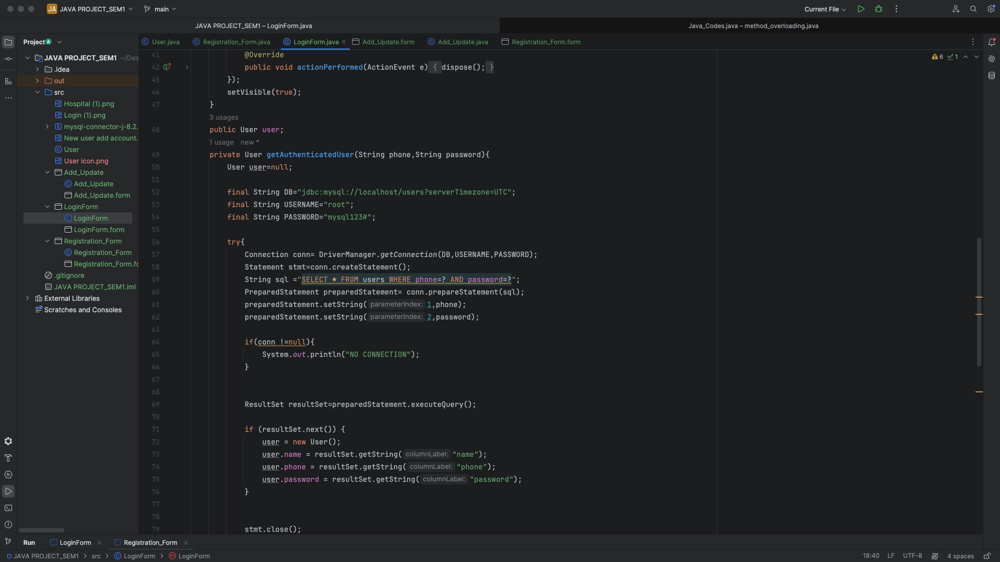 JA JAVA PROJECT_SEM1 main Current File
JAVA PROJECT_SEM1 – LoginForm.java Java_Codes.java – method_overloading.java
Project A
User.java Registration_Form.java LoginForm.java Add_Update.form Add_Update.java Registration_Form.form
JAVA PROJECT_SEM1 ~/Des
.idea
out
src
Hospital (1).png
Login (1).png
mysql-connector-j-8.2.
New user add account.
User
User icon.png
Add_Update
Add_Update
Add_Update.form
LoginForm
LoginForm
LoginForm.form
Registration_Form
Registration_Form
Registration_Form.fo
.gitignore
JAVA PROJECT_SEM1.iml
External Libraries
Scratches and Consoles
6 1
41 @Override
42 public void actionPerformed(ActionEvent e) { dispose(); }
45 });
46 setVisible(true);
47 }
3 usages
48 public User user;
1 usage new *
49 private User getAuthenticatedUser(String phone,String password){
50 User user=null;
51
52 final String DB="jdbc:mysql://localhost/users?serverTimezone=UTC";
53 final String USERNAME="root";
54 final String PASSWORD="mysql123#";
55
56 try{
57 Connection conn= DriverManager.getConnection(DB,USERNAME,PASSWORD);
58 Statement stmt=conn.createStatement();
59 String sql ="SELECT * FROM users WHERE phone=? AND password=?";
60 PreparedStatement preparedStatement= conn.prepareStatement(sql);
61 preparedStatement.setString( parameterIndex: 1,phone);
62 preparedStatement.setString( parameterIndex: 2,password);
63
64 if(conn !=null){
65 System.out.println("NO CONNECTION");
66 }
67
68
69 ResultSet resultSet=preparedStatement.executeQuery();
70
71 if (resultSet.next()) {
72 user = new User();
73 user.name = resultSet.getString( columnLabel: "name");
74 user.phone = resultSet.getString( columnLabel: "phone");
75 user.password = resultSet.getString( columnLabel: "password");
76 }
77
78
79 stmt.close();
Run LoginForm Registration_Form
JAVA PROJECT_SEM1 src LoginForm LoginForm 18:40 LF UTF-8 4 spaces